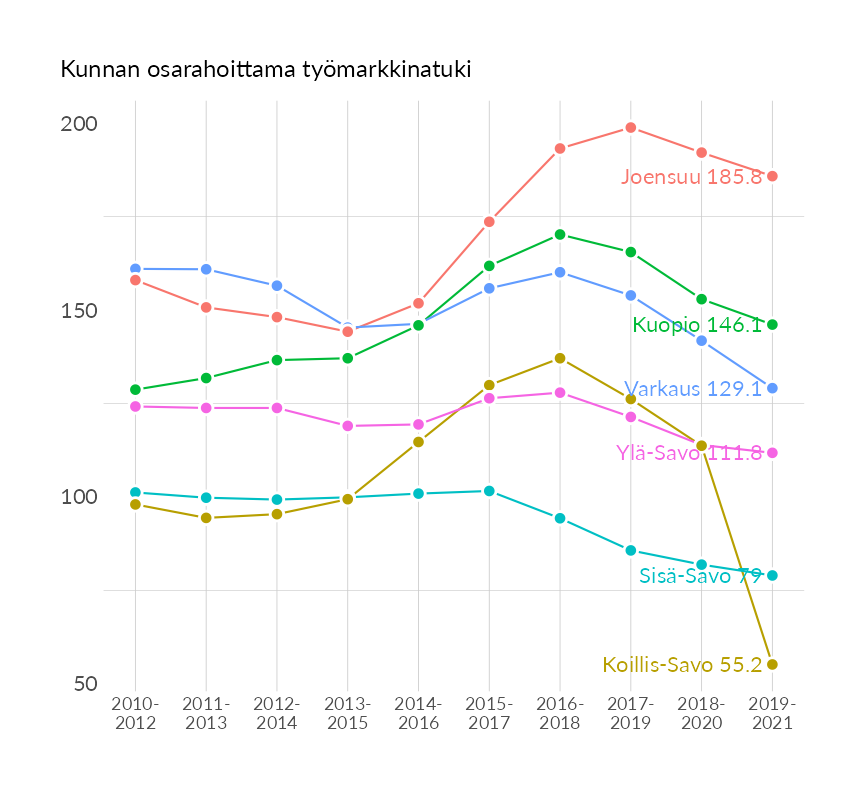 Kunnan osarahoittama työmarkkinatuki
200
Joensuu 185.8
150
Kuopio 146.1
Varkaus 129.1
Ylä-Savo 111.8
100
Sisä-Savo 79
Koillis-Savo 55.2
50
2010- 2011- 2012- 2013- 2014- 2015- 2016- 2017- 2018- 2019-
2012 2013 2014 2015 2016 2017 2018 2019 2020 2021